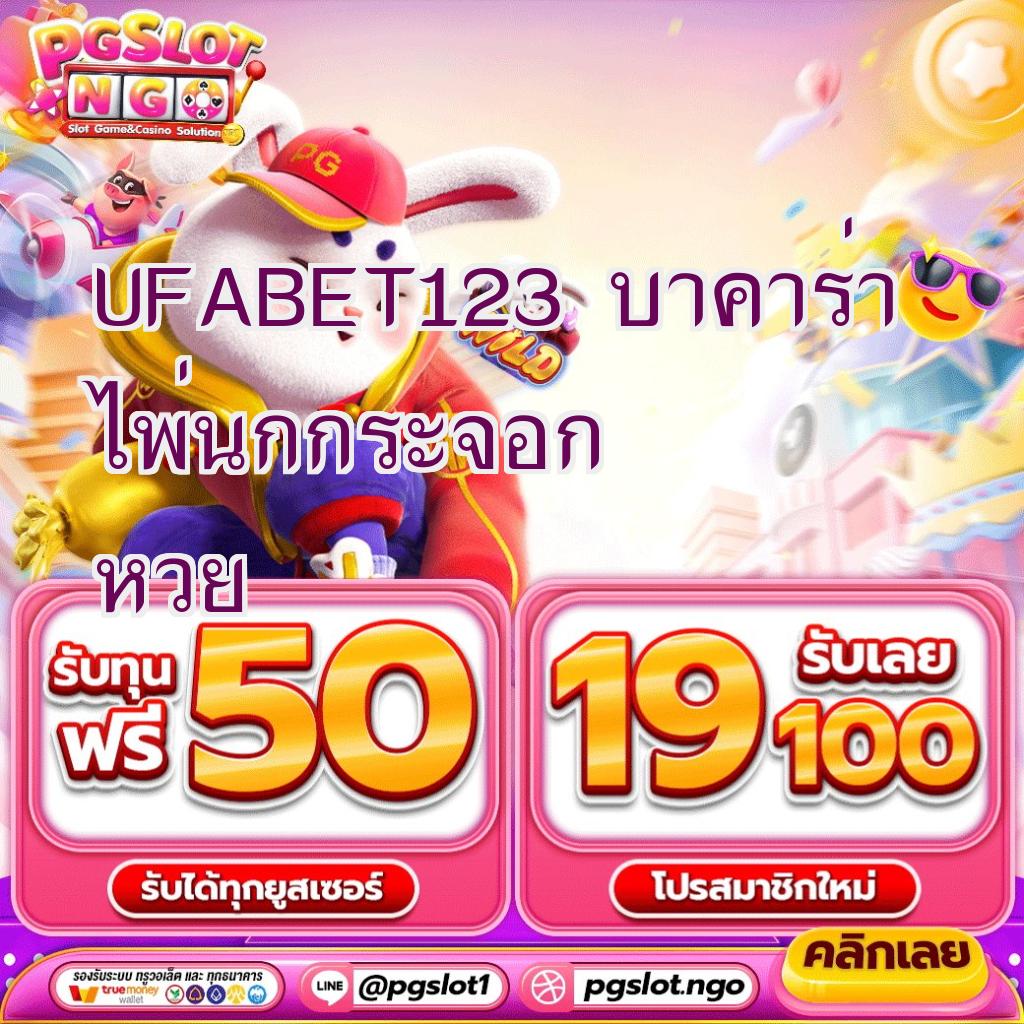 PGSLOT
NGO
Slot Game&Casino Solution
PG
UFABET123 บาคาร่า
WILD
ไพ่นกกระจอก
หวย
รับทุน
ฟรี
50
19
รับเลย
100
รับได้ทุกยูสเซอร์
โปรสมาชิกใหม่
คลิกเลย
รองรับระบบ ทรูวอเล็ต และ ทุกธนาคาร
truemoney
wallet
LINE
@pgslot1
pgslot.ngo